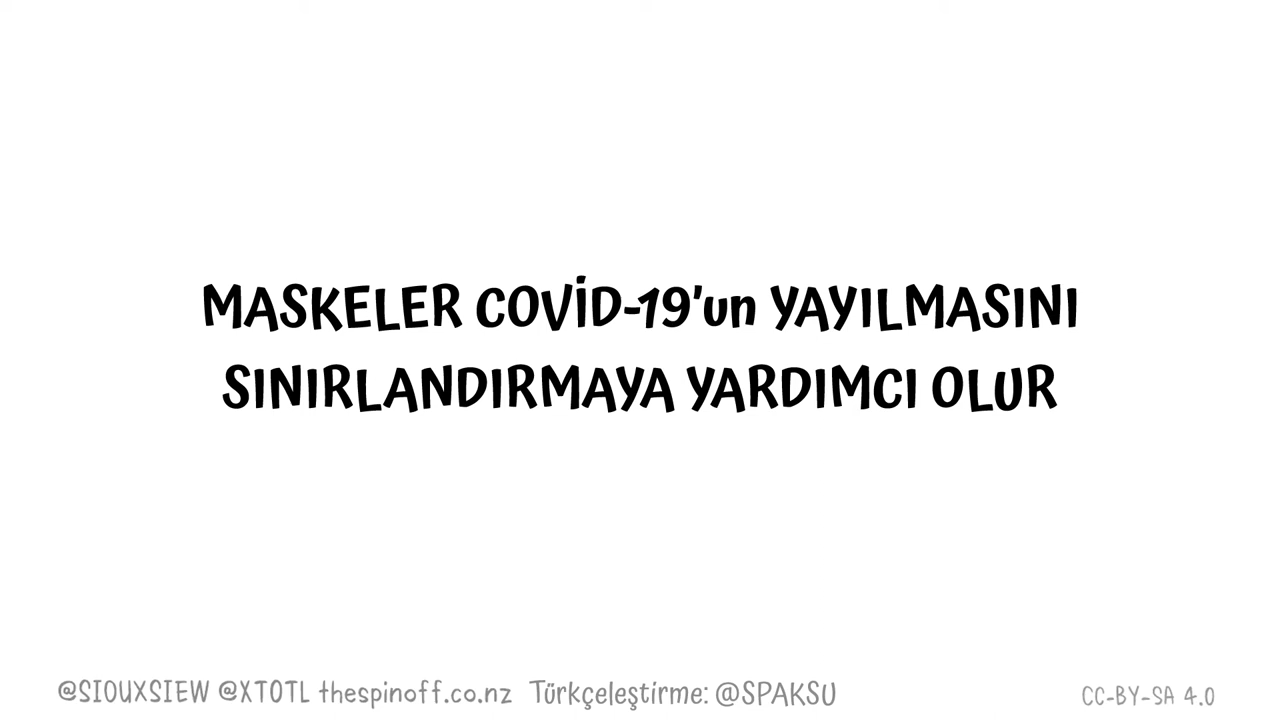 MASKELER COVİD-19'un YAYILMASINI
SINIRLANDIRMAYA YARDIMCI OLUR
@SIOUXSIEW @XTOTL thespinoff.co.nz Türkçeleştirme: @SPAKSU
CC-BY-SA 4.0